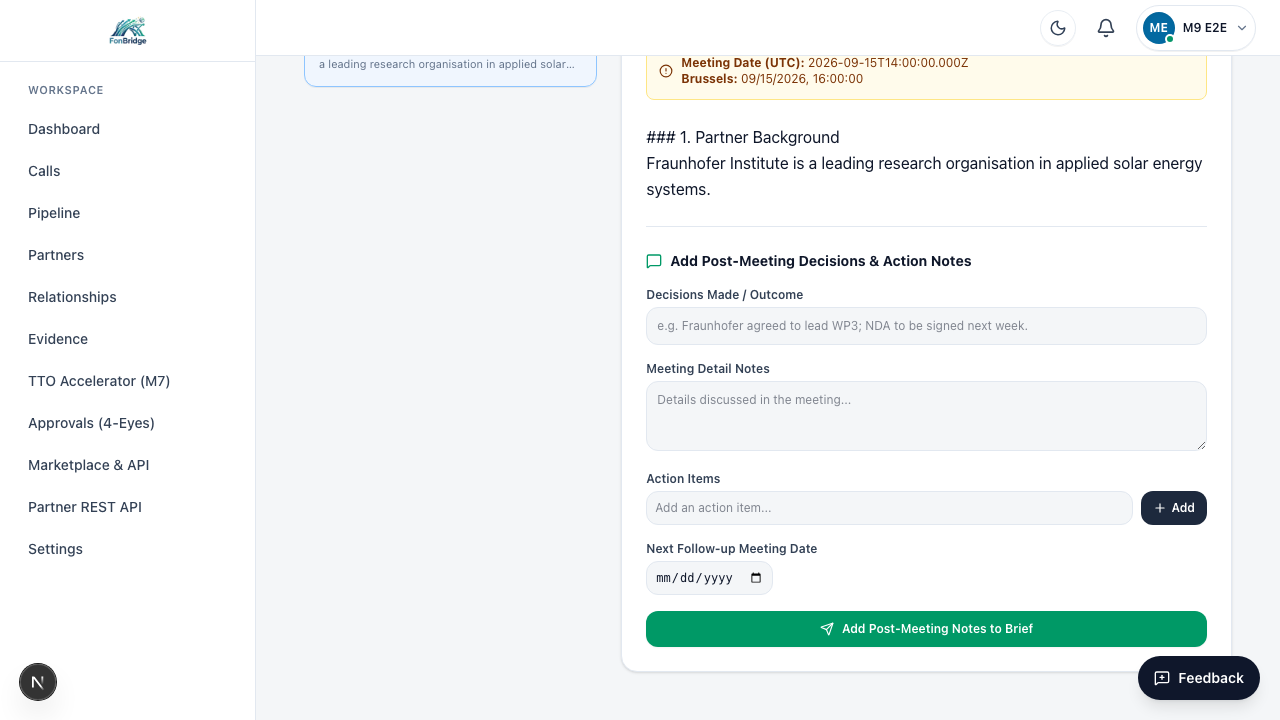 FonBridge
ME
M9 E2E
WORKSPACE
Dashboard
Calls
Pipeline
Partners
Relationships
Evidence
TTO Accelerator (M7)
Approvals (4-Eyes)
Marketplace & API
Partner REST API
Settings
N
a leading research organisation in applied solar...
Meeting Date (UTC): 2026-09-15T14:00:00.000Z
Brussels: 09/15/2026, 16:00:00
### 1. Partner Background
Fraunhofer Institute is a leading research organisation in applied solar energy
systems.
Add Post-Meeting Decisions & Action Notes
Decisions Made / Outcome
e.g. Fraunhofer agreed to lead WP3; NDA to be signed next week.
Meeting Detail Notes
Details discussed in the meeting...
Action Items
Add an action item...
Add
Next Follow-up Meeting Date
mm/dd/yyyy
Add Post-Meeting Notes to Brief
Feedback